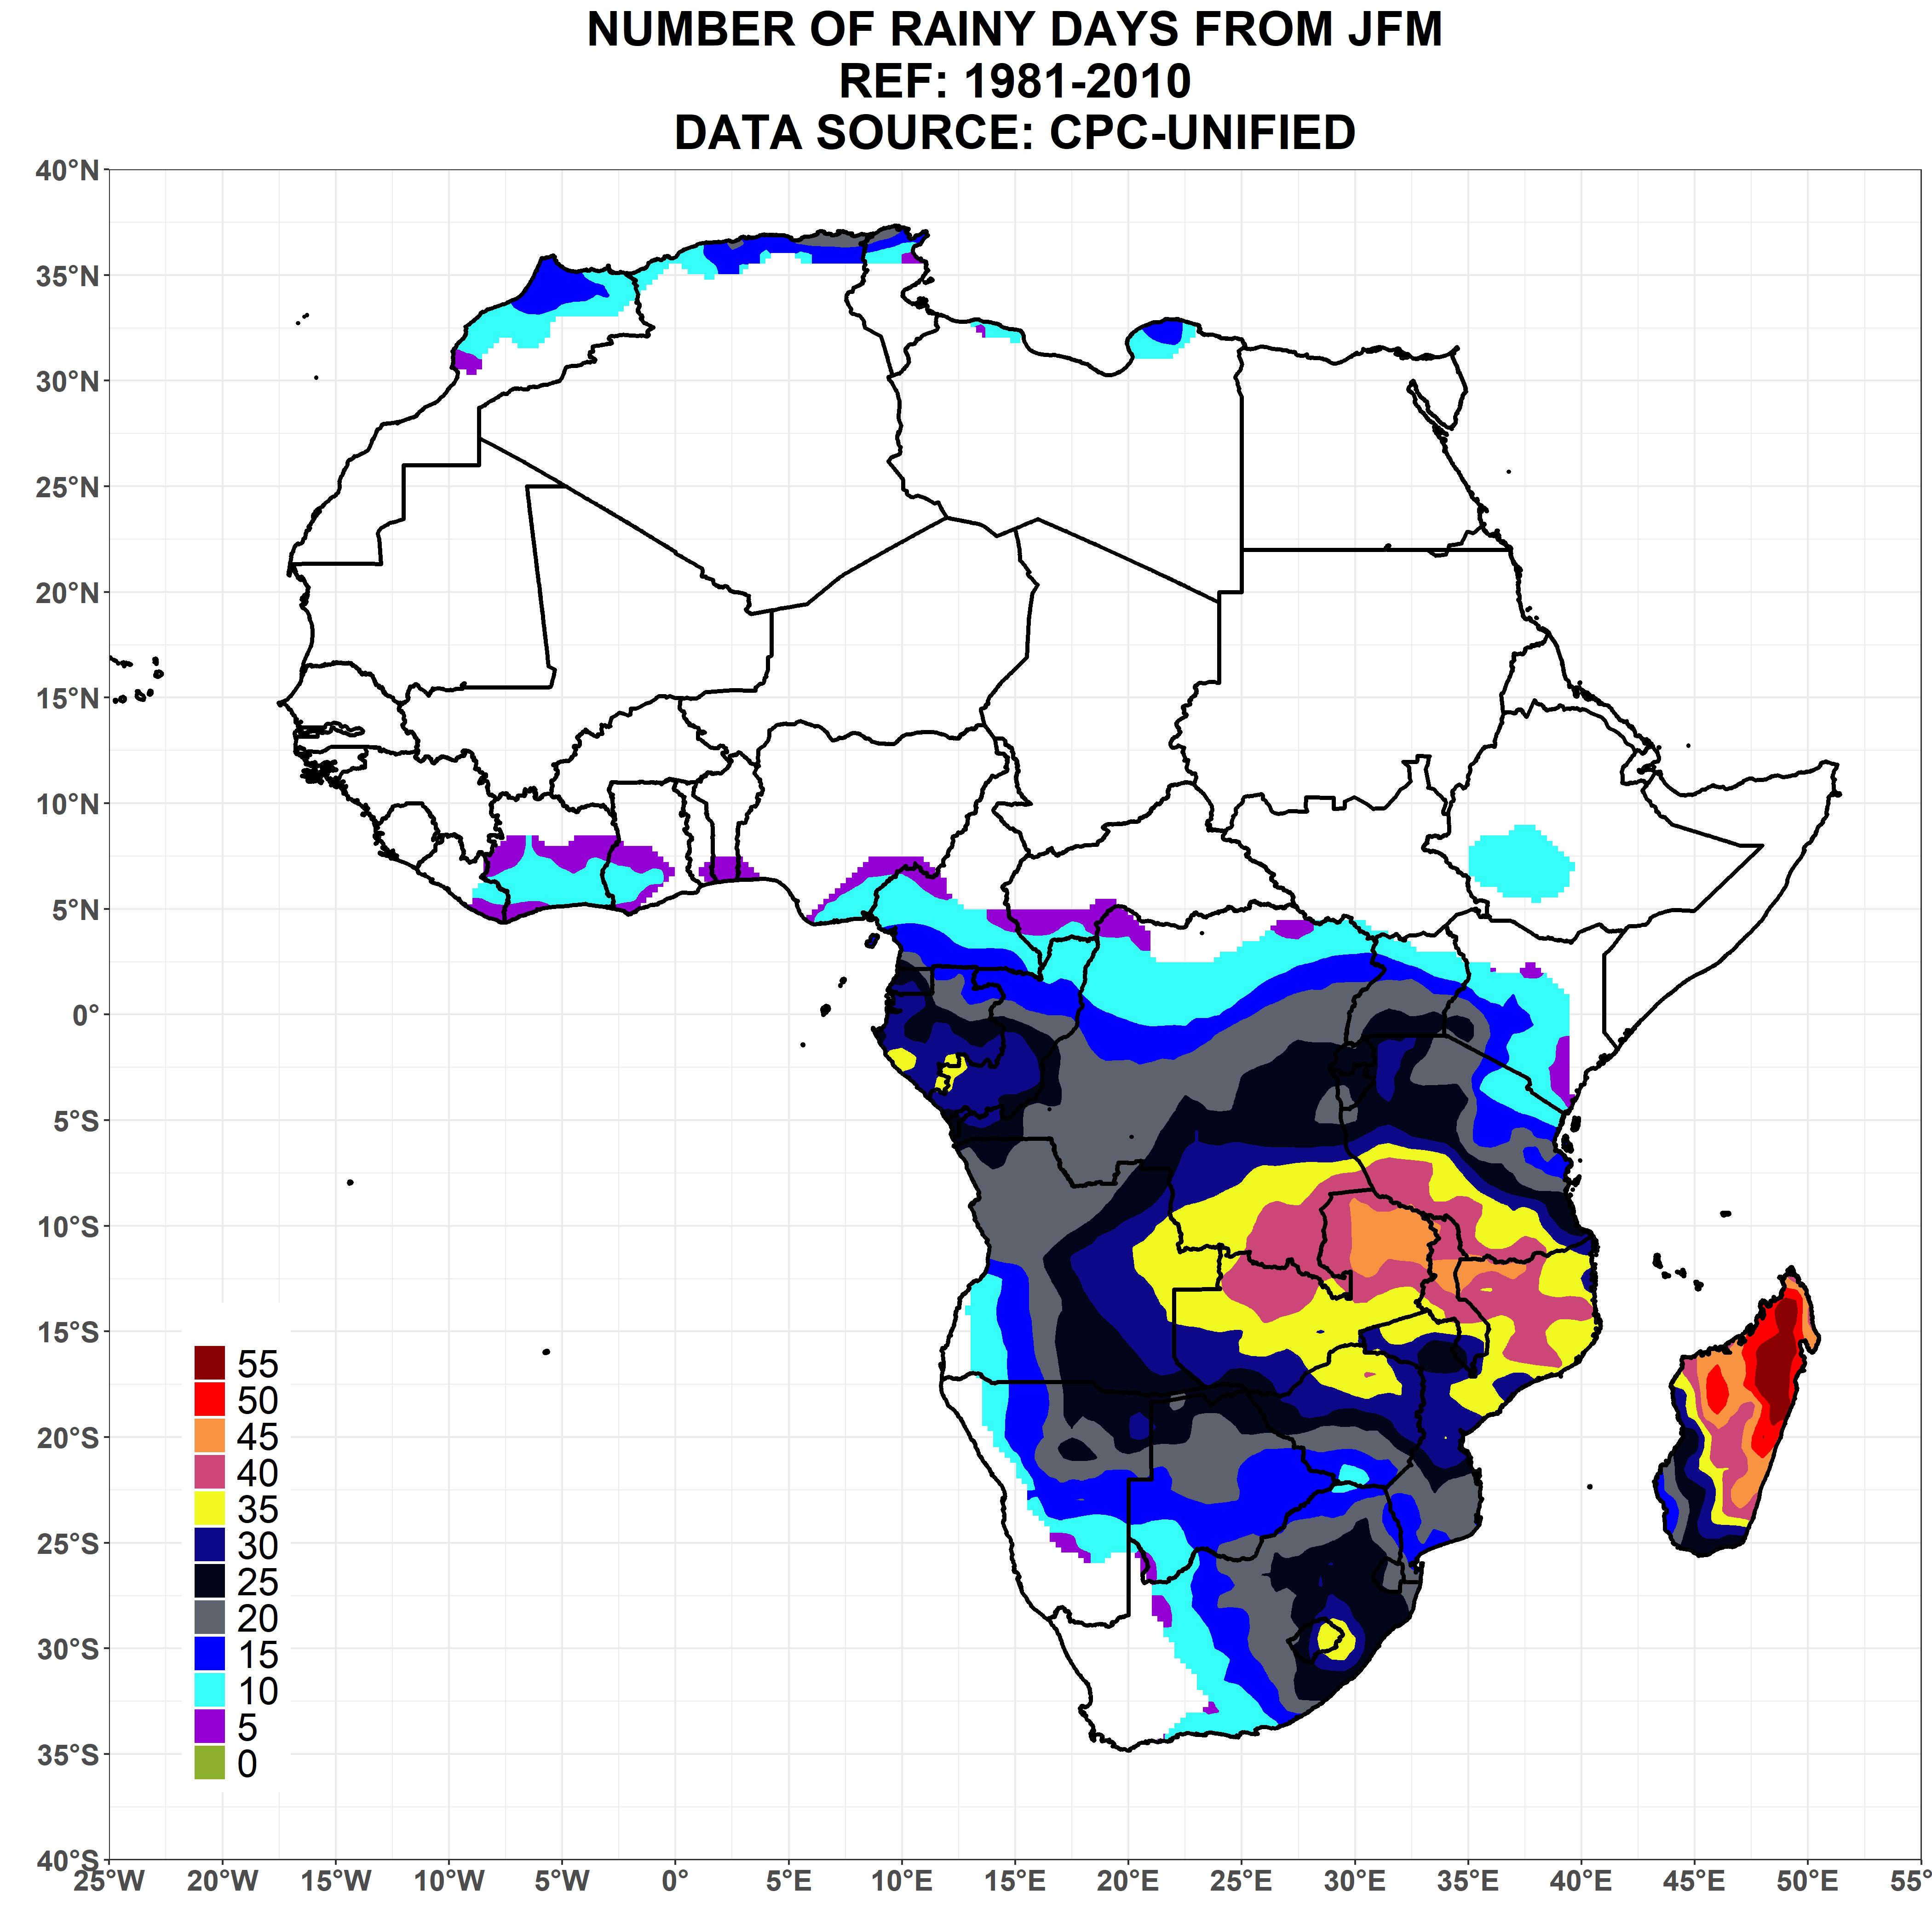 NUMBER OF RAINY DAYS FROM JFM
REF: 1981-2010
DATA SOURCE: CPC-UNIFIED
40°N
35°N
30°N
25°N
20°N
15°N
10°N
5°N
0°
5°S
10°S
15°S
20°S
25°S
30°S
35°S
40°S
55
50
45
40
35
30
25
20
15
10
5
0
25°W 20°W 15°W 10°W 5°W 0° 5°E 10°E 15°E 20°E 25°E 30°E 35°E 40°E 45°E 50°E 55°